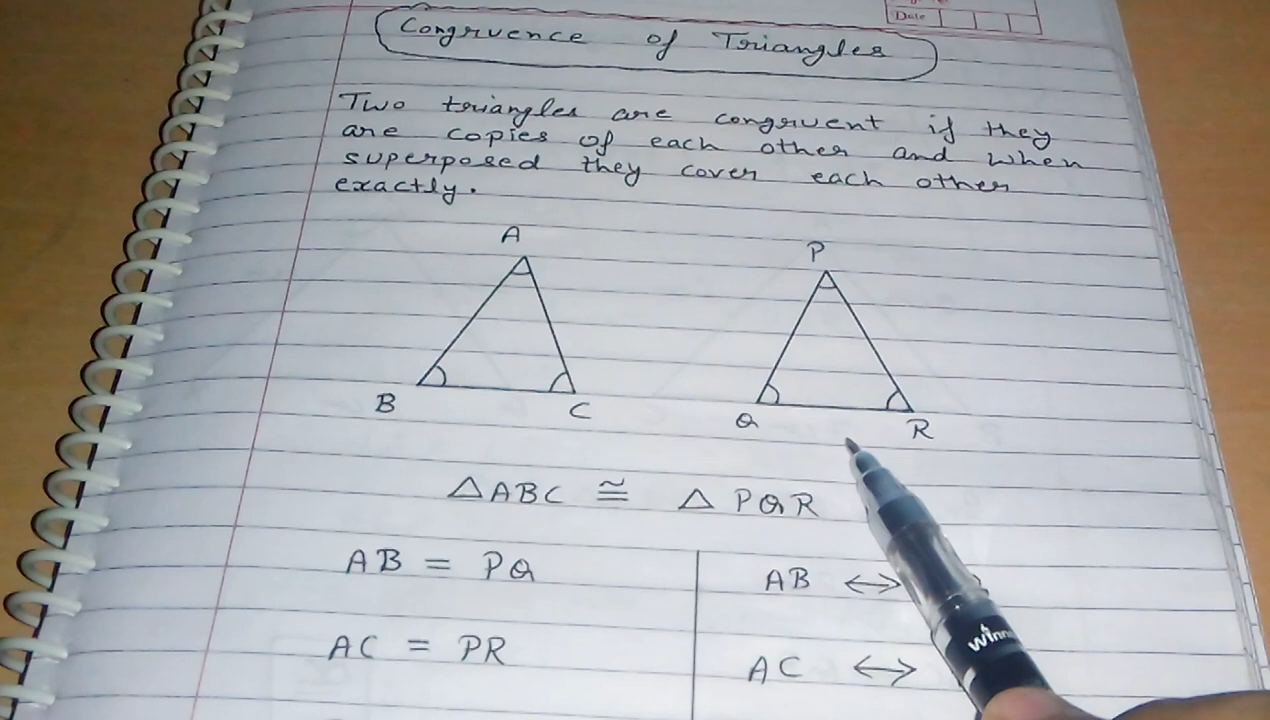 Date
Congruence of Triangles
Two triangles are congruent if they
are copies of each other and when
superposed they cover each other
exactly.
A
P
B
C
Q
R
△ABC ≅ △PQR
AB = PQ
AB ↔
AC = PR
AC ↔